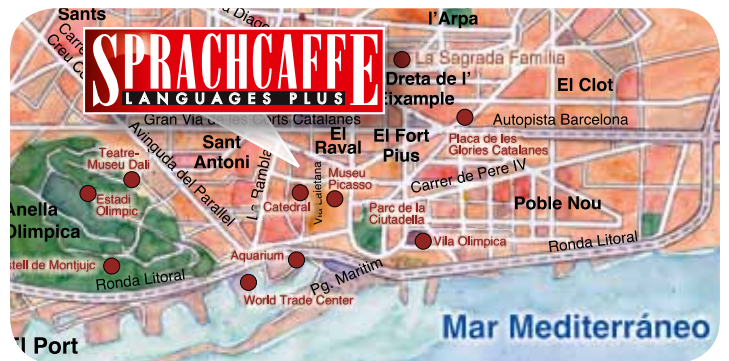 Sants
l'Arpa
SPRACHCAFFE
LANGUAGES PLUS
La Sagrada Familia
Dreta de l'
Eixample
El Clot
Gran Via de les Corts Catalanes
Autopista Barcelona
Placa de les
Glories Catalanes
Sant
Antoni
El
Raval
El Fort
Pius
Avinguda del Parallel
La Rambla
Via Laietana
Carrer de Pere IV
Teatre-
Museu Dali
Estadi
Olimpic
Anella
Olimpica
Catedral
Museu
Picasso
Parc de la
Ciutadella
Poble Nou
Vila Olimpica
Ronda Litoral
Aquarium
tell de Montjujc
Ronda Litoral
Pg. Maritim
World Trade Center
Mar Mediterráneo
El Port